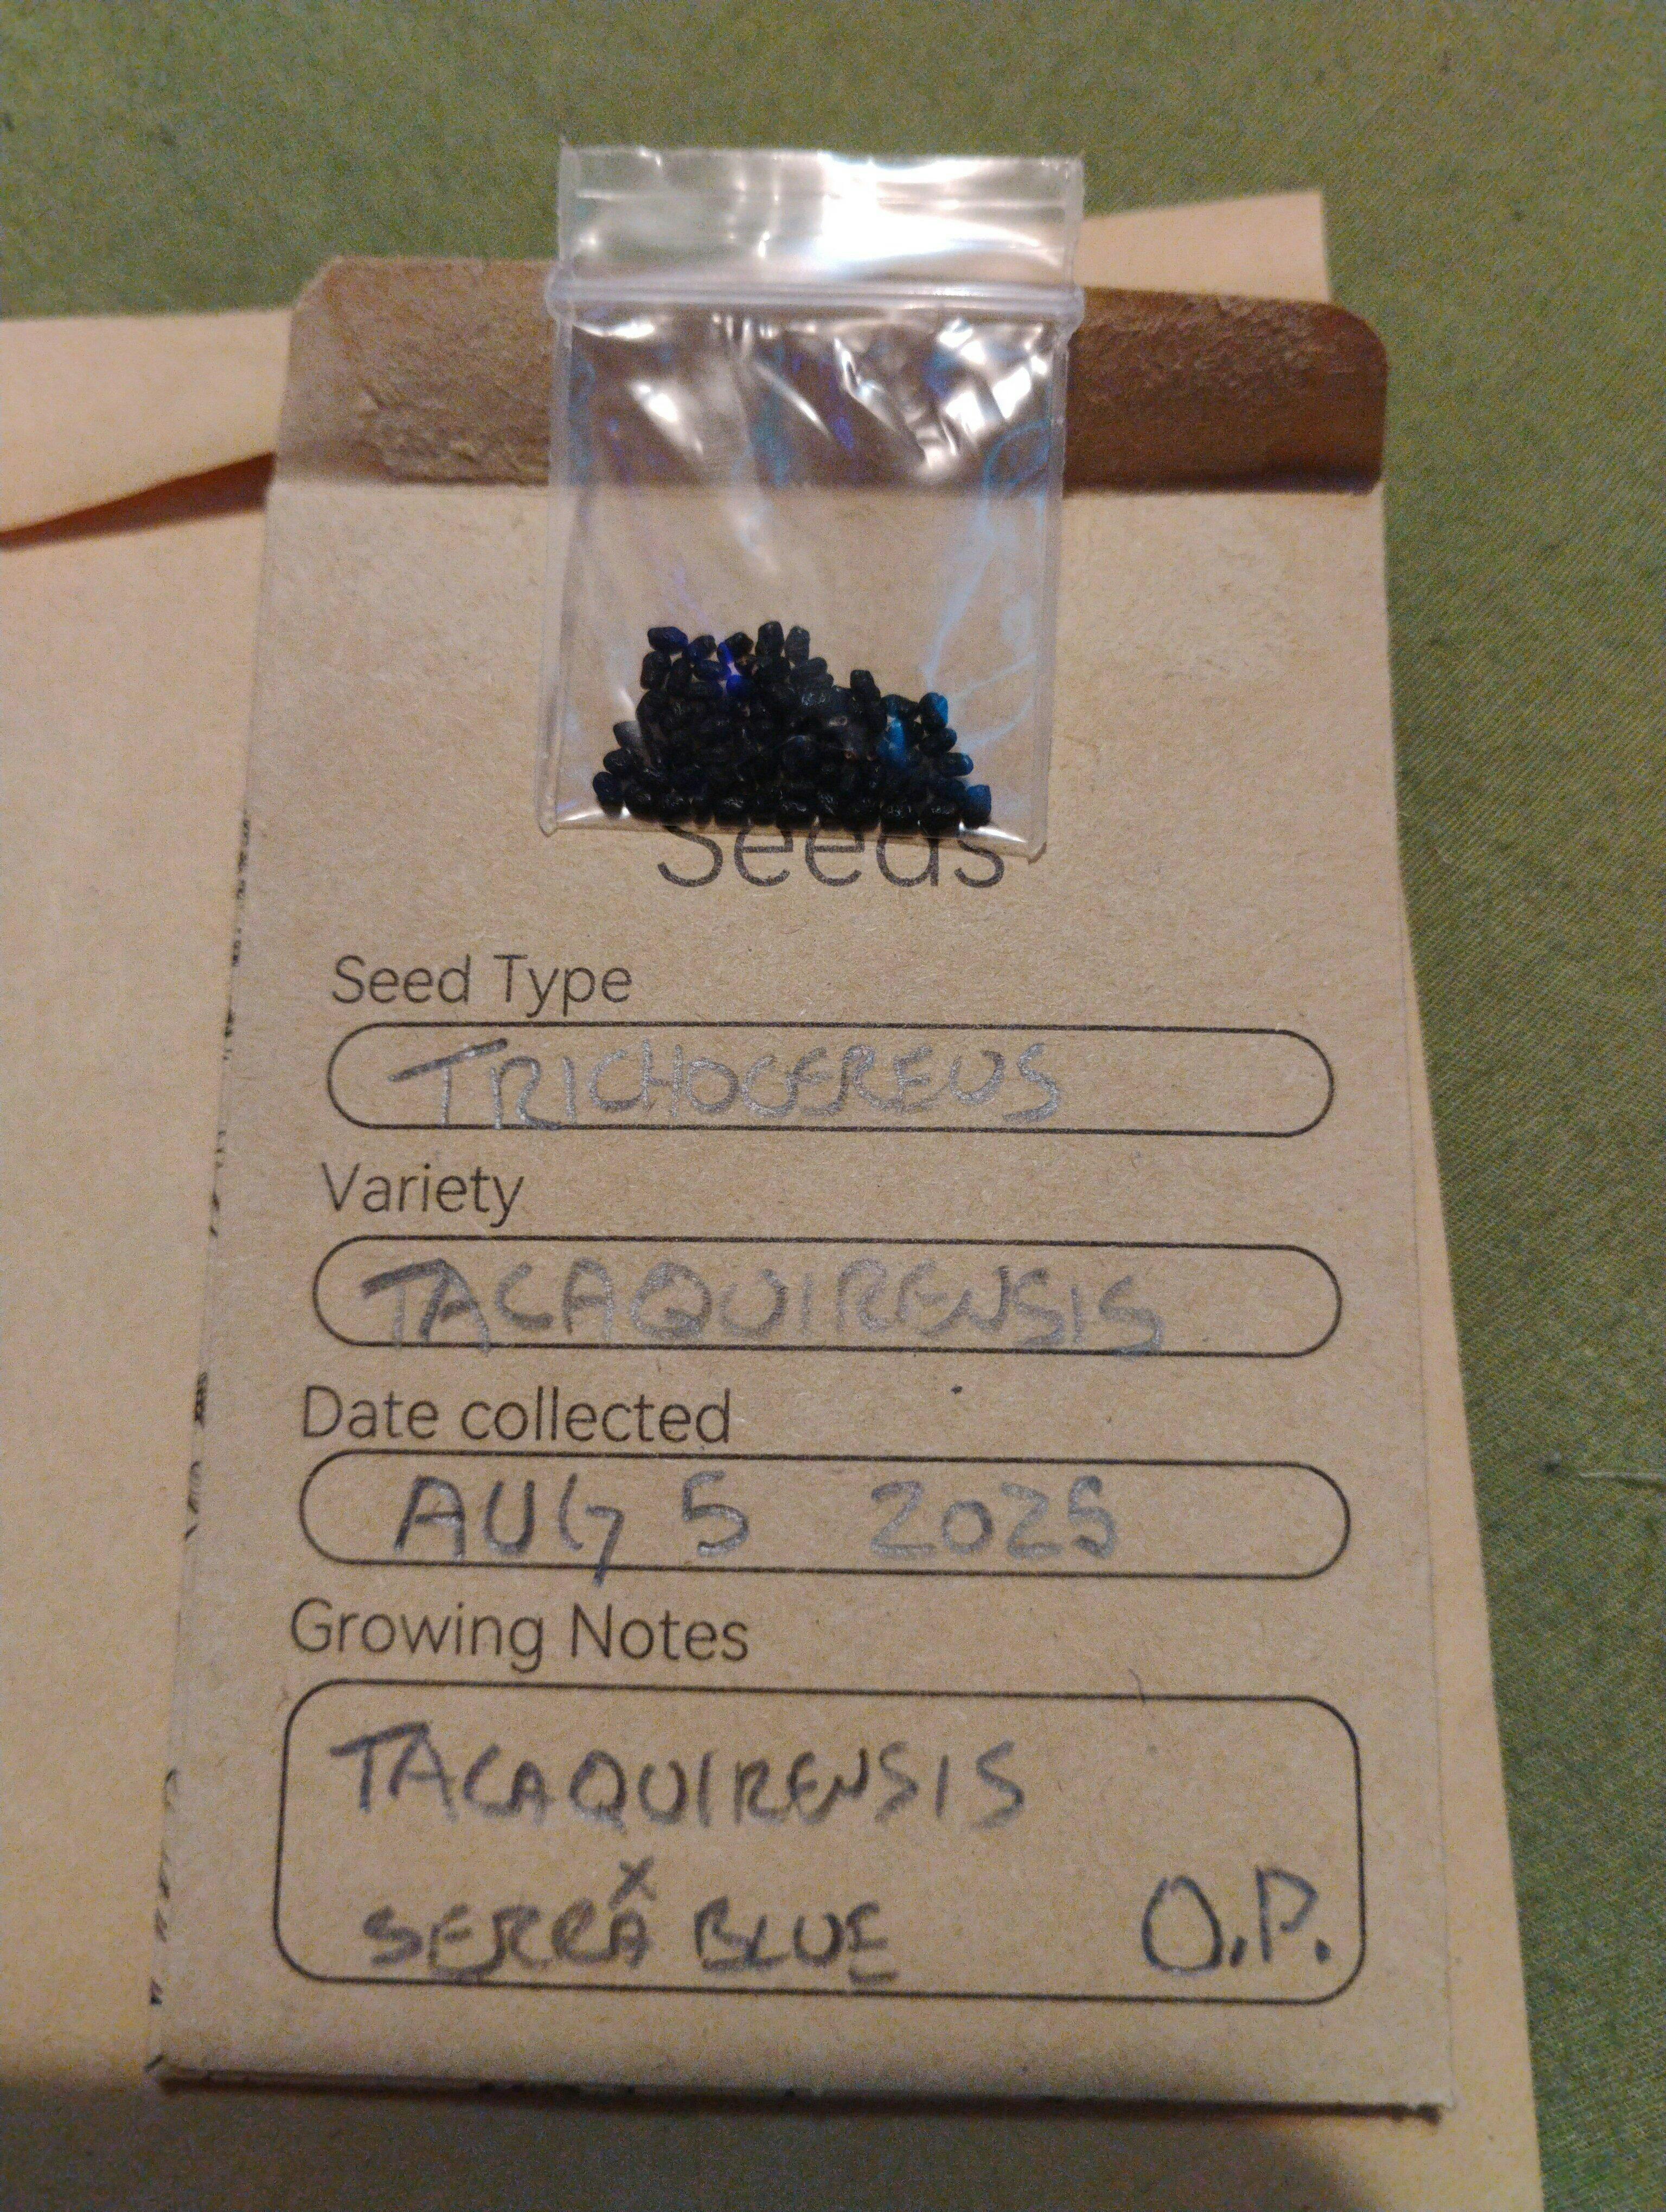 Seeds
Seed Type
TRICHOCEREUS
Variety
TACAQUIRENSIS
Date collected
AUG 5 2025
Growing Notes
TACAQUIRENSIS
x
SERRA BLUE O.P.